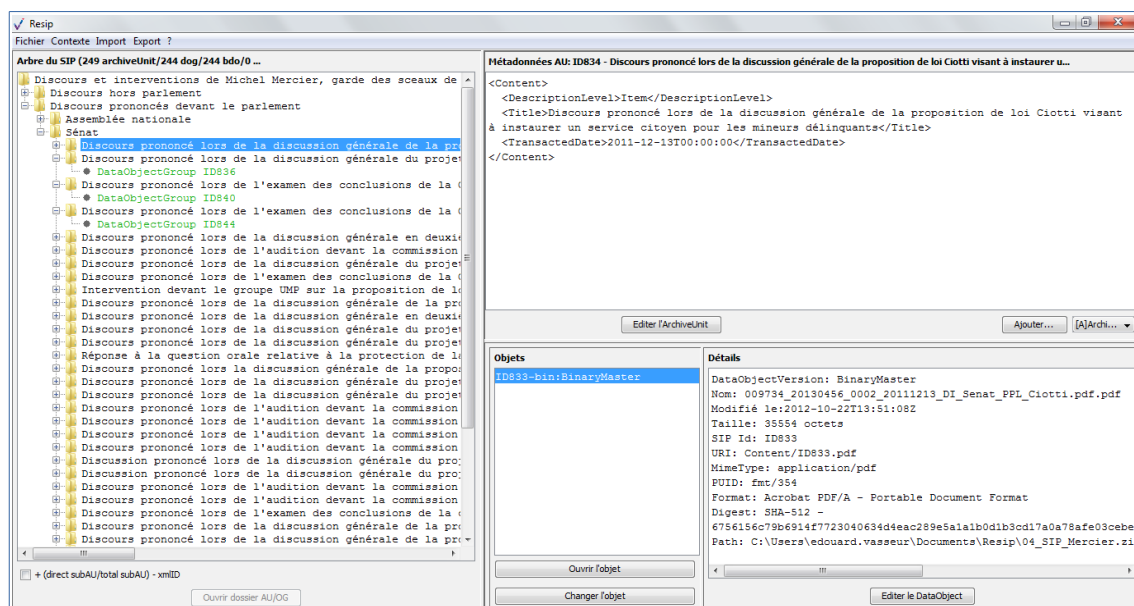 Resip
Fichier Contexte Import Export ?
Arbre du SIP (249 archiveUnit/244 dog/244 bdo/0 ...
Discours et interventions de Michel Mercier, garde des sceaux de
Discours hors parlement
Discours prononcés devant le parlement
Assemblée nationale
Sénat
Discours prononcé lors de la discussion générale de la pro
Discours prononcé lors de la discussion générale du projet
DataObjectGroup ID836
Discours prononcé lors de l'examen des conclusions de la C
DataObjectGroup ID840
Discours prononcé lors de l'examen des conclusions de la C
DataObjectGroup ID844
Discours prononcé lors de la discussion générale en deuxiè
Discours prononcé lors de l'audition devant la commission
Discours prononcé lors de la discussion générale du projet
Discours prononcé lors de l'examen des conclusions de la C
Intervention devant le groupe UMP sur la proposition de lo
Discours prononcé lors de la discussion générale de la pro
Discours prononcé lors de la discussion générale en deuxiè
Discours prononcé lors de la discussion générale du projet
Discours prononcé lors de la discussion générale du projet
Réponse à la question orale relative à la protection de la
Discours prononcé lors la discussion générale de la propos
Discours prononcé lors de la discussion générale du projet
Discours prononcé lors de la discussion générale du projet
Discours prononcé lors de l'audition devant la commission
Discours prononcé lors de l'audition devant la commission
Discours prononcé lors de l'audition devant la commission
Discours prononcé lors de l'audition devant la commission
Discussion prononcé lors de la discussion générale du proj
Discussion prononcé lors de la discussion générale du proj
Discours prononcé lors de l'audition devant la commission
Discours prononcé lors de l'audition devant la commission
Discours prononcé lors de l'examen des conclusions de la c
Discours prononcé lors de la discussion générale de la pro
Discours prononcé lors de la discussion générale de la pro
+ (direct subAU/total subAU) - xmlID
Ouvrir dossier AU/OG
Métadonnées AU: ID834 - Discours prononcé lors de la discussion générale de la proposition de loi Ciotti visant à instaurer u...
<Content>
<DescriptionLevel>Item</DescriptionLevel>
<Title>Discours prononcé lors de la discussion générale de la proposition de loi Ciotti visant
à instaurer un service citoyen pour les mineurs délinquants</Title>
<TransactedDate>2011-12-13T00:00:00</TransactedDate>
</Content>
Editer l'ArchiveUnit
Ajouter...
[A]Archi...
Objets
ID833-bin:BinaryMaster
Ouvrir l'objet
Changer l'objet
Détails
DataObjectVersion: BinaryMaster
Nom: 009734_20130456_0002_20111213_DI_Senat_PPL_Ciotti.pdf.pdf
Modifié le:2012-10-22T13:51:08Z
Taille: 35554 octets
SIP Id: ID833
URI: Content/ID833.pdf
MimeType: application/pdf
PUID: fmt/354
Format: Acrobat PDF/A - Portable Document Format
Digest: SHA-512 -
6756156c79b6914f7723040634d4eac289e5a1a1b0d1b3cd17a0a78afe03cebe
Path: C:\Users\edouard.vasseur\Documents\Resip\04_SIP_Mercier.zi
Editer le DataObject